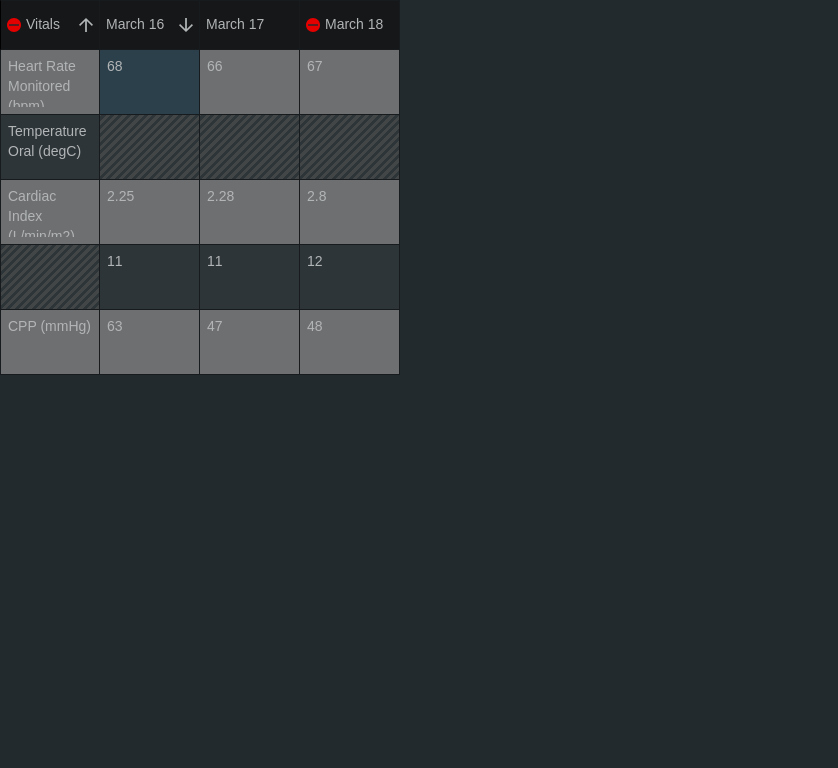 Vitals March 16 March 17 March 18
Heart Rate 68 66 67
Monitored
(bpm)
Temperature
Oral (degC)
Cardiac 2.25 2.28 2.8
Index
(L/min/m2)
11 11 12
CPP (mmHg) 63 47 48